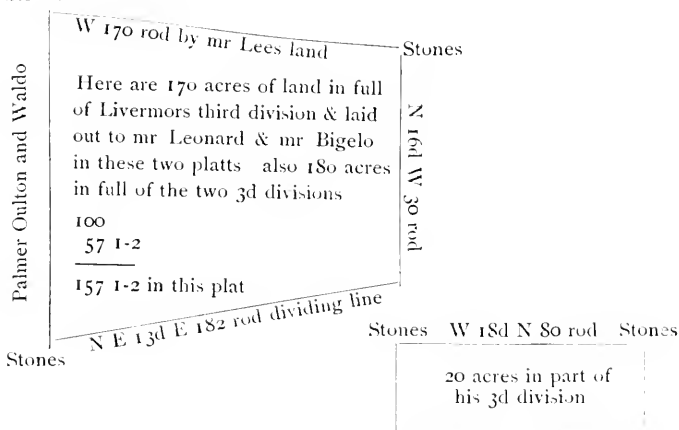 W 170 rod by mr Lees land
Stones
Palmer Oulton and Waldo
Here are 170 acres of land in full
of Livermors third division & laid
out to mr Leonard & mr Bigelo
in these two platts also 180 acres
in full of the two 3d divisions
100
57 1-2
157 1-2 in this plat
N 16d W 30 rod
N E 13d E 182 rod dividing line
Stones
Stones W 18d N 80 rod Stones
20 acres in part of
his 3d division